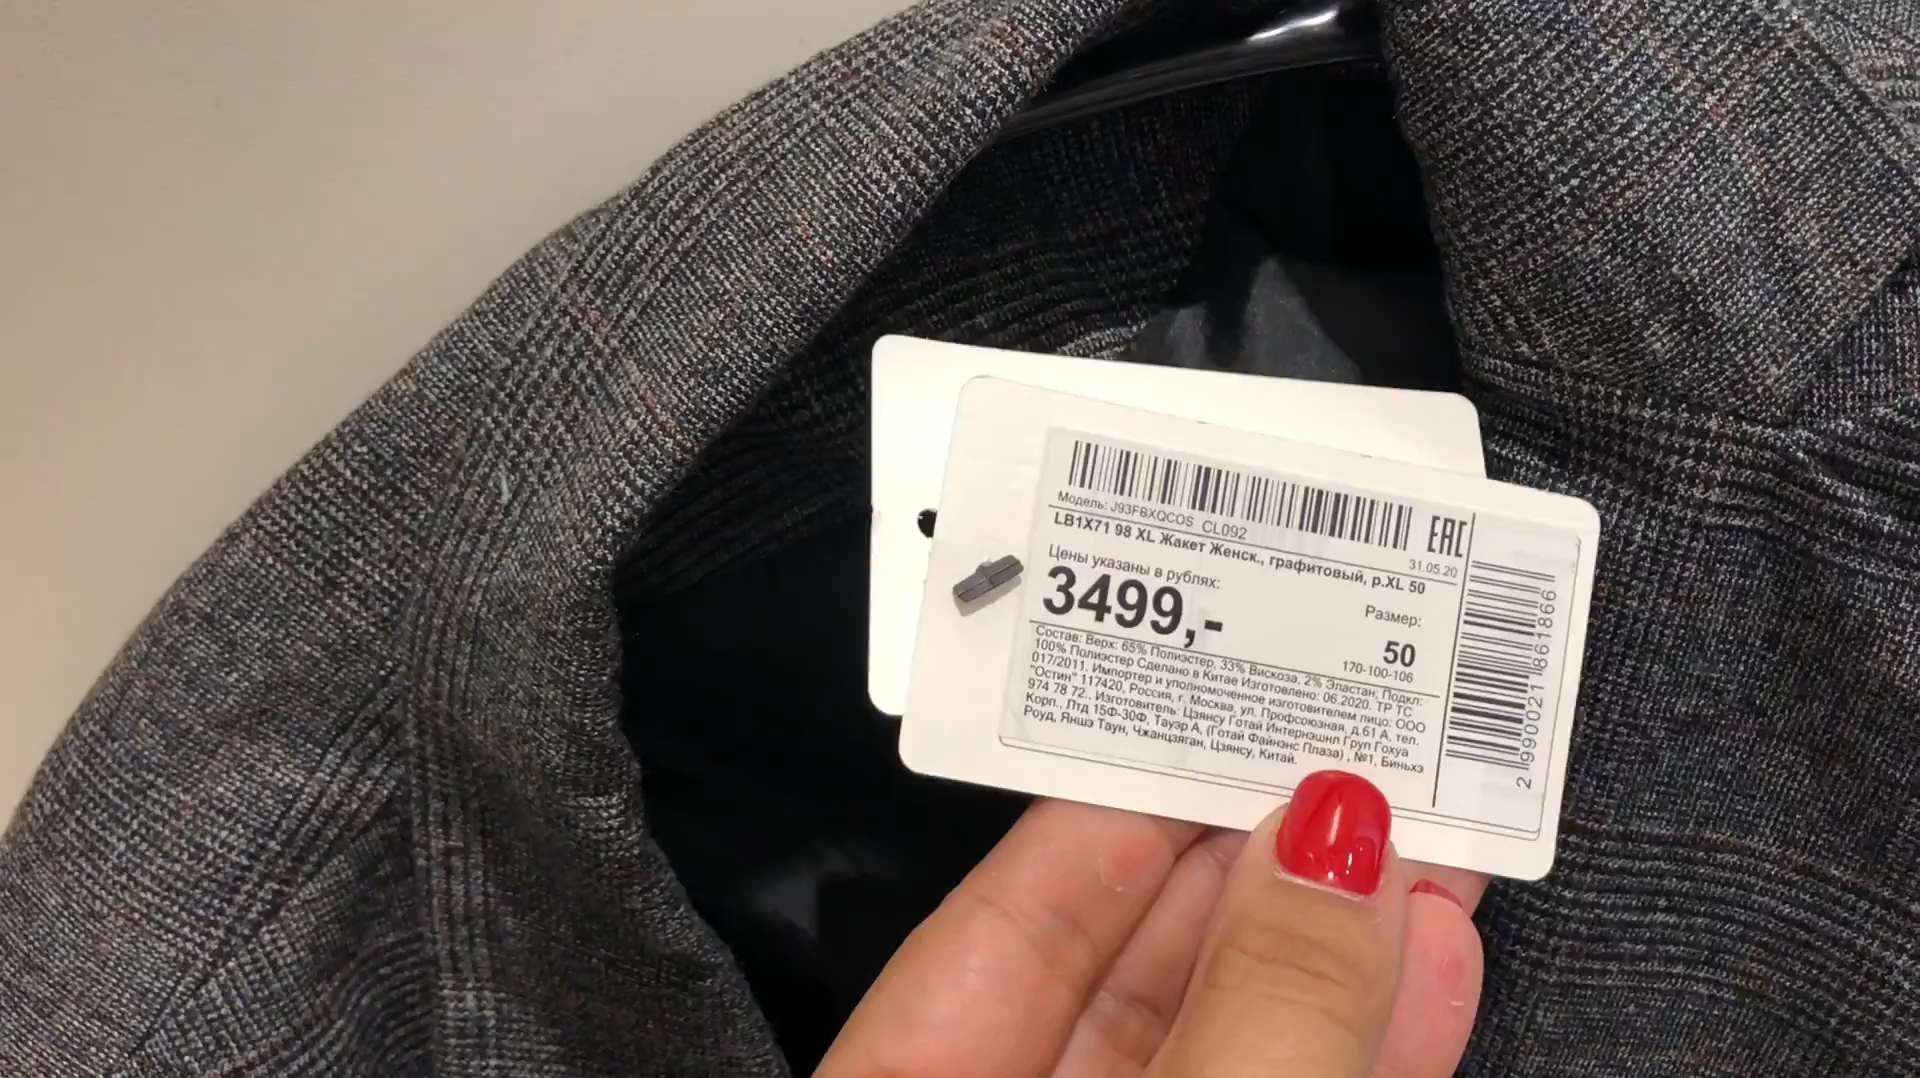 Модель: J93FBXQCOS CL092
EAC
31.05.20
LB1X71 98 XL Жакет Женск., графитовый, р.XL 50
Цены указаны в рублях:
3499,-
Размер:
50
170-100-106
Состав: Верх: 65% Полиэстер, 33% Вискоза, 2% Эластан; Подкл:
100% Полиэстер Сделано в Китае Изготовлено: 06.2020. ТР ТС
017/2011. Импортер и уполномоченное изготовителем лицо: ООО
"Остин" 117420, Россия, г. Москва, ул. Профсоюзная, д.61 А, тел.
974 78 72.. Изготовитель: Цзянсу Готай Интернэшнл Груп Гохуа
Корп., Лтд 15Ф-30Ф, Тауэр А, (Готай Файнэнс Плаза) , №1, Биньхэ
Роуд, Яншэ Таун, Чжанцзяган, Цзянсу, Китай.
2 990021 861866